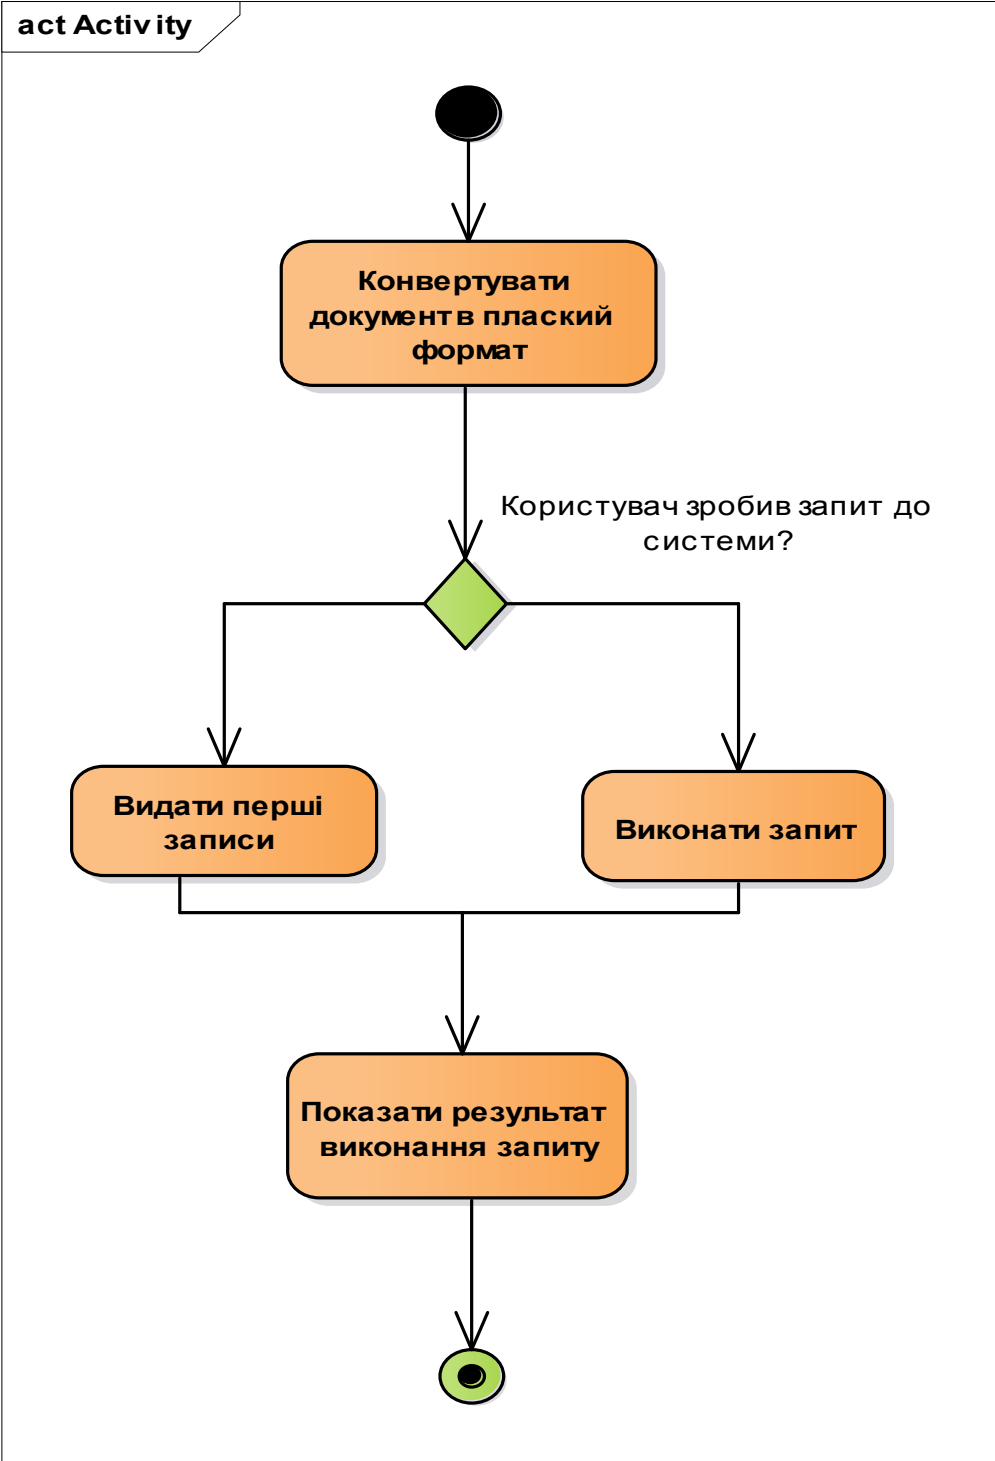 act Activity
Конвертувати
документ в плаский
формат
Користувач зробив запит до
системи?
Видати перші
записи
Виконати запит
Показати результат
виконання запиту